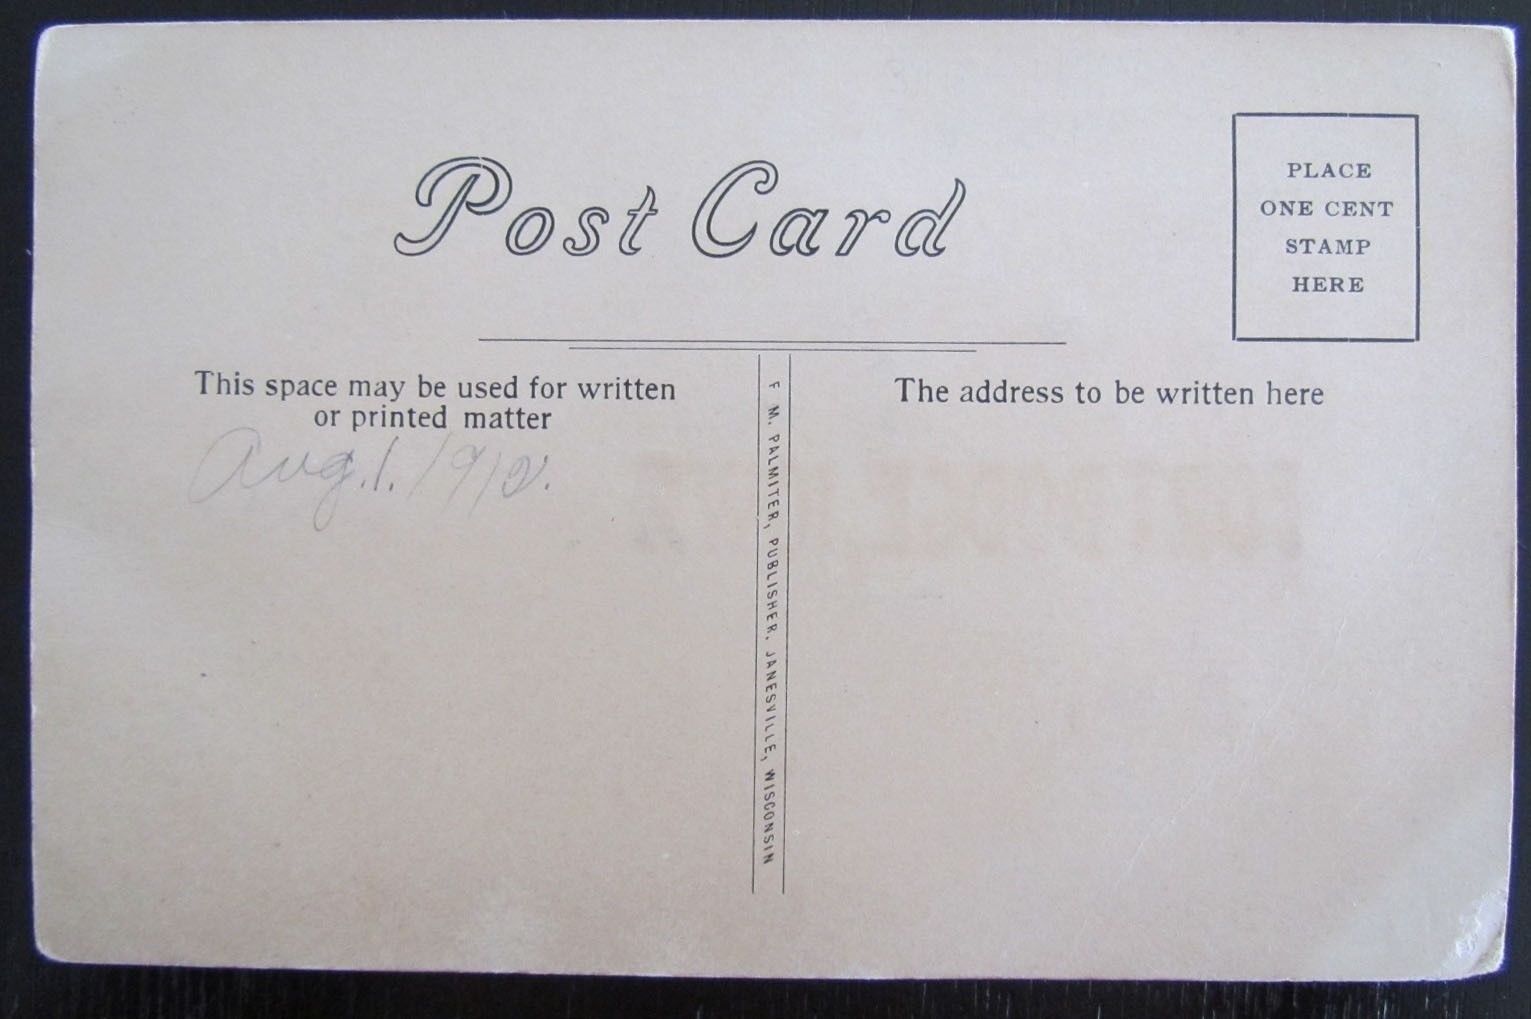 Post Card
PLACE
ONE CENT
STAMP
HERE
This space may be used for written
or printed matter
Aug. 1. 1912.
F M. PALMITER, PUBLISHER. JANESVILLE, WISCONSIN
The address to be written here